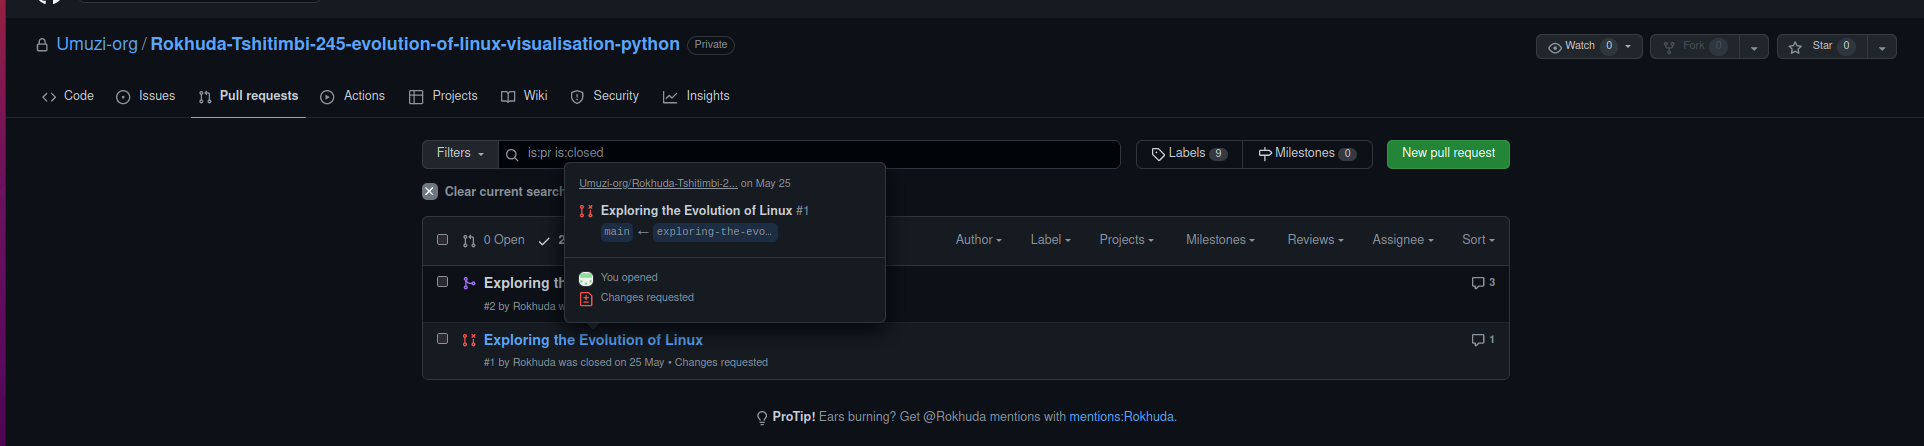 Umuzi-org / Rokhuda-Tshitimbi-245-evolution-of-linux-visualisation-python Private
Watch 0 Fork 0 Star 0
Code Issues Pull requests Actions Projects Wiki Security Insights
Filters is:pr is:closed Labels 9 Milestones 0 New pull request
Clear current search
Umuzi-org/Rokhuda-Tshitimbi-2... on May 25
Exploring the Evolution of Linux #1
main ← exploring-the-evo…
You opened
Changes requested
0 Open 2 Author Label Projects Milestones Reviews Assignee Sort
Exploring th 3
#2 by Rokhuda w
Exploring the Evolution of Linux 1
#1 by Rokhuda was closed on 25 May • Changes requested
ProTip! Ears burning? Get @Rokhuda mentions with mentions:Rokhuda.